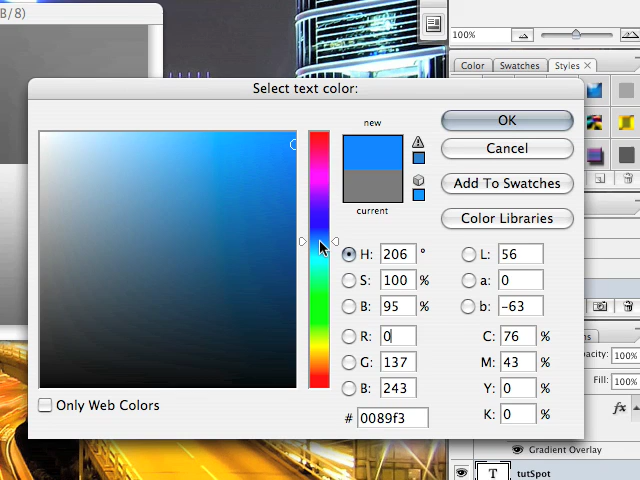 B/8)
100%
Color Swatches Styles ×
Select text color:
new
current
OK
Cancel
Add To Swatches
Color Libraries
H: 206 °
S: 100 %
B: 95 %
R: 0
G: 137
B: 243
# 0089f3
L: 56
a: 0
b: -63
C: 76 %
M: 43 %
Y: 0 %
K: 0 %
Only Web Colors
pacity: 100%
Fill: 100%
fx
Gradient Overlay
T tutSpot